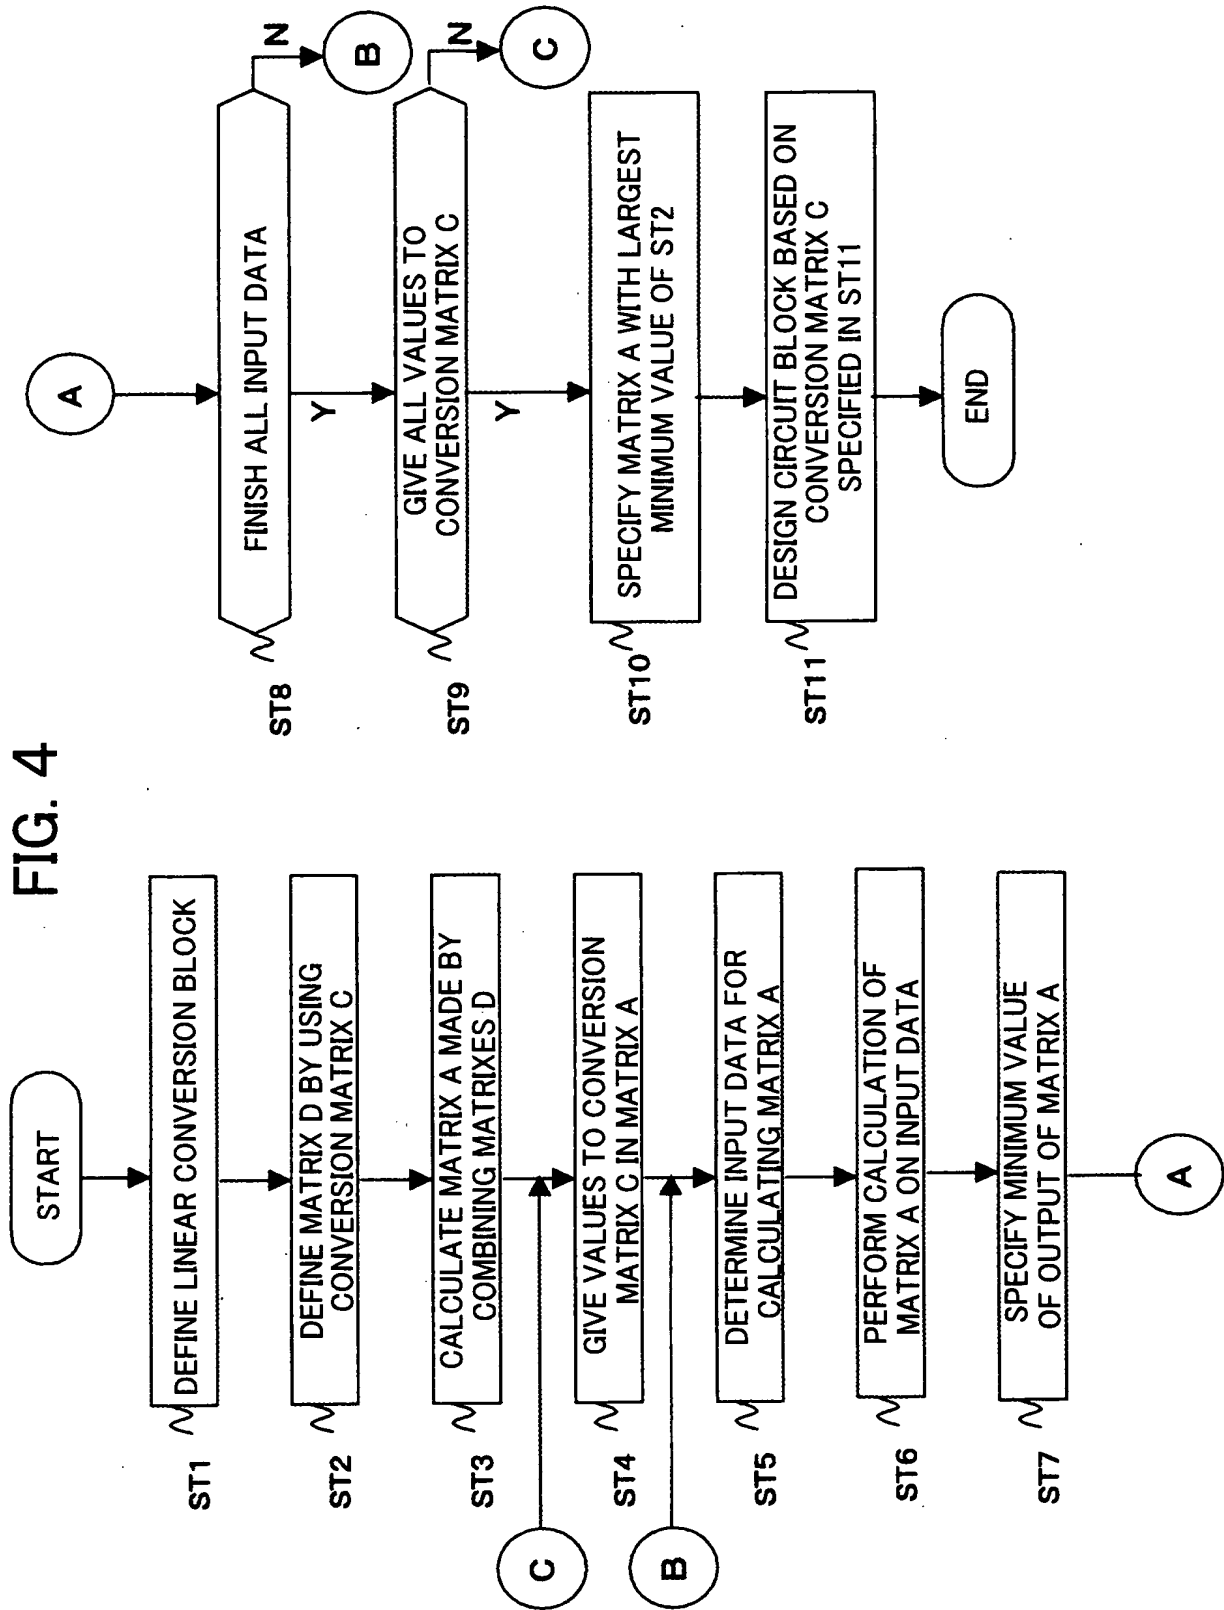 FIG. 4
START
DEFINE LINEAR CONVERSION BLOCK
ST1
DEFINE MATRIX D BY USING
CONVERSION MATRIX C
ST2
CALCULATE MATRIX A MADE BY
COMBINING MATRIXES D
ST3
C
GIVE VALUES TO CONVERSION
MATRIX C IN MATRIX A
ST4
B
DETERMINE INPUT DATA FOR
CALCULATING MATRIX A
ST5
PERFORM CALCULATION OF
MATRIX A ON INPUT DATA
ST6
SPECIFY MINIMUM VALUE
OF OUTPUT OF MATRIX A
ST7
A
A
FINISH ALL INPUT DATA
ST8
N
B
Y
GIVE ALL VALUES TO
CONVERSION MATRIX C
ST9
N
C
Y
SPECIFY MATRIX A WITH LARGEST
MINIMUM VALUE OF ST2
ST10
DESIGN CIRCUIT BLOCK BASED ON
CONVERSION MATRIX C
SPECIFIED IN ST11
ST11
END